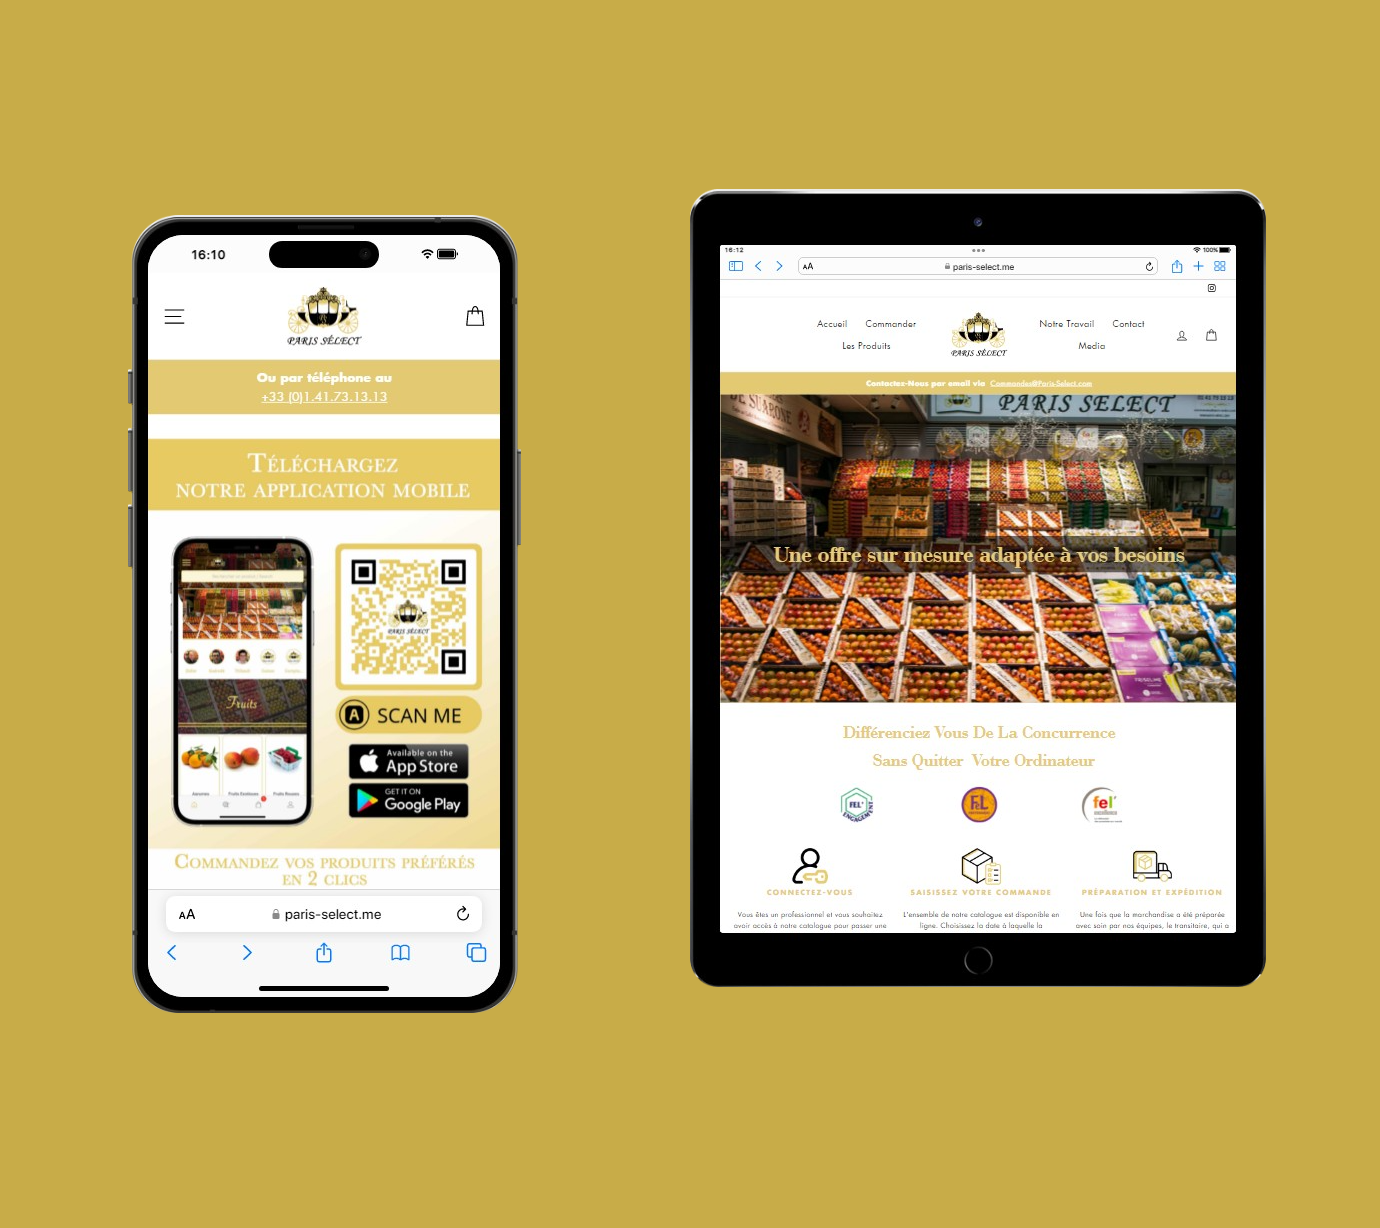 16:10
PARIS SÉLECT
Ou par téléphone au
+33 (0)1.41.73.13.13
TÉLÉCHARGEZ
NOTRE APPLICATION MOBILE
Fruits
PARIS SÉLECT
SCAN ME
Available on the
App Store
GET IT ON
Google Play
COMMANDEZ VOS PRODUITS PRÉFÉRÉS
EN 2 CLICS
AA
paris-select.me
16:12
100%
AA
paris-select.me
Accueil
Commander
Les Produits
PARIS SÉLECT
Notre Travail
Contact
Media
Contactez-Nous par email via Commandes@Paris-Select.com
PARIS SELECT
Une offre sur mesure adaptée à vos besoins
Différenciez Vous De La Concurrence
Sans Quitter Votre Ordinateur
FEL'
ENGAGEMENT
FeL
fel'
CONNECTEZ-VOUS
SAISISSEZ VOTRE COMMANDE
PRÉPARATION ET EXPÉDITION
Vous êtes un professionnel et vous souhaitez
avoir accès à notre catalogue pour passer une
L'ensemble de notre catalogue est disponible en
ligne. Choisissez la date à laquelle la
Une fois que la marchandise a été préparée
avec soin par nos équipes, le transitaire, qui a